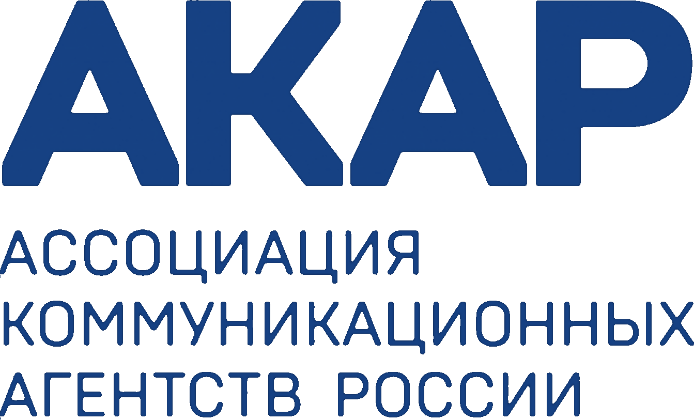 АКАР
АССОЦИАЦИЯ
КОММУНИКАЦИОННЫХ
АГЕНТСТВ РОССИИ